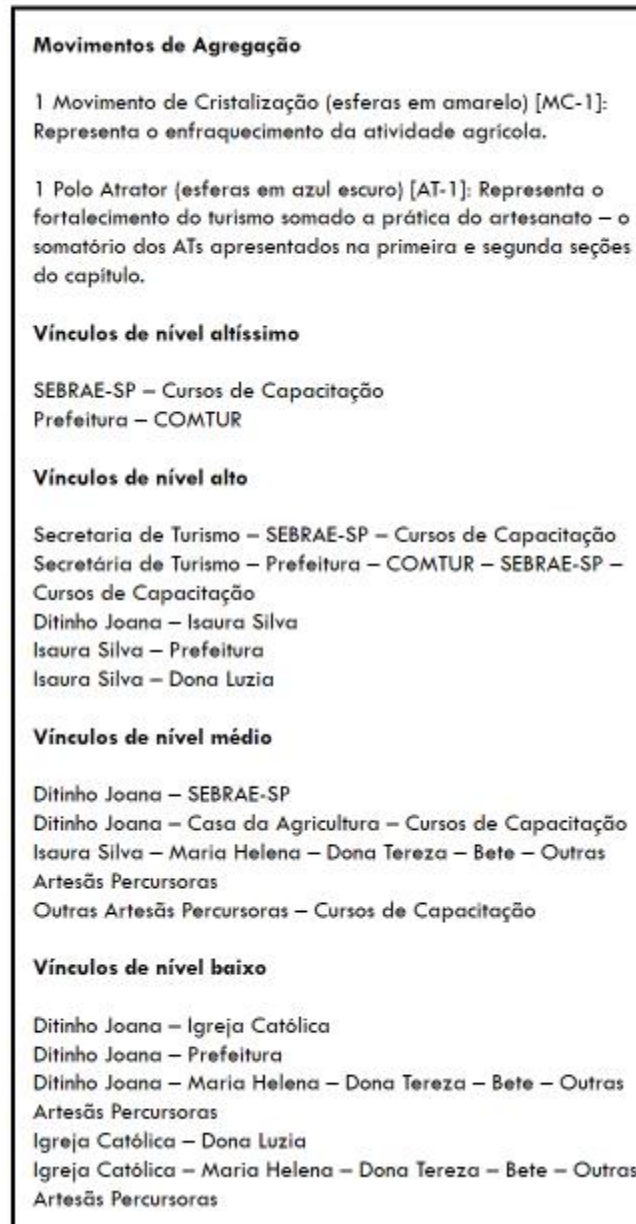 Movimentos de Agregação
1 Movimento de Cristalização (esferas em amarelo) [MC-1]:
Representa o enfraquecimento da atividade agrícola.
1 Polo Atrator (esferas em azul escuro) [AT-1]: Representa o
fortalecimento do turismo somado a prática do artesanato – o
somatório dos ATs apresentados na primeira e segunda seções
do capítulo.
Vínculos de nível altíssimo
SEBRAE-SP – Cursos de Capacitação
Prefeitura – COMTUR
Vínculos de nível alto
Secretaria de Turismo – SEBRAE-SP – Cursos de Capacitação
Secretária de Turismo – Prefeitura – COMTUR – SEBRAE-SP –
Cursos de Capacitação
Ditinho Joana – Isaura Silva
Isaura Silva – Prefeitura
Isaura Silva – Dona Luzia
Vínculos de nível médio
Ditinho Joana – SEBRAE-SP
Ditinho Joana – Casa da Agricultura – Cursos de Capacitação
Isaura Silva – Maria Helena – Dona Tereza – Bete – Outras
Artesãs Percursoras
Outras Artesãs Percursoras – Cursos de Capacitação
Vínculos de nível baixo
Ditinho Joana – Igreja Católica
Ditinho Joana – Prefeitura
Ditinho Joana – Maria Helena – Dona Tereza – Bete – Outras
Artesãs Percursoras
Igreja Católica – Dona Luzia
Igreja Católica – Maria Helena – Dona Tereza – Bete – Outras
Artesãs Percursoras